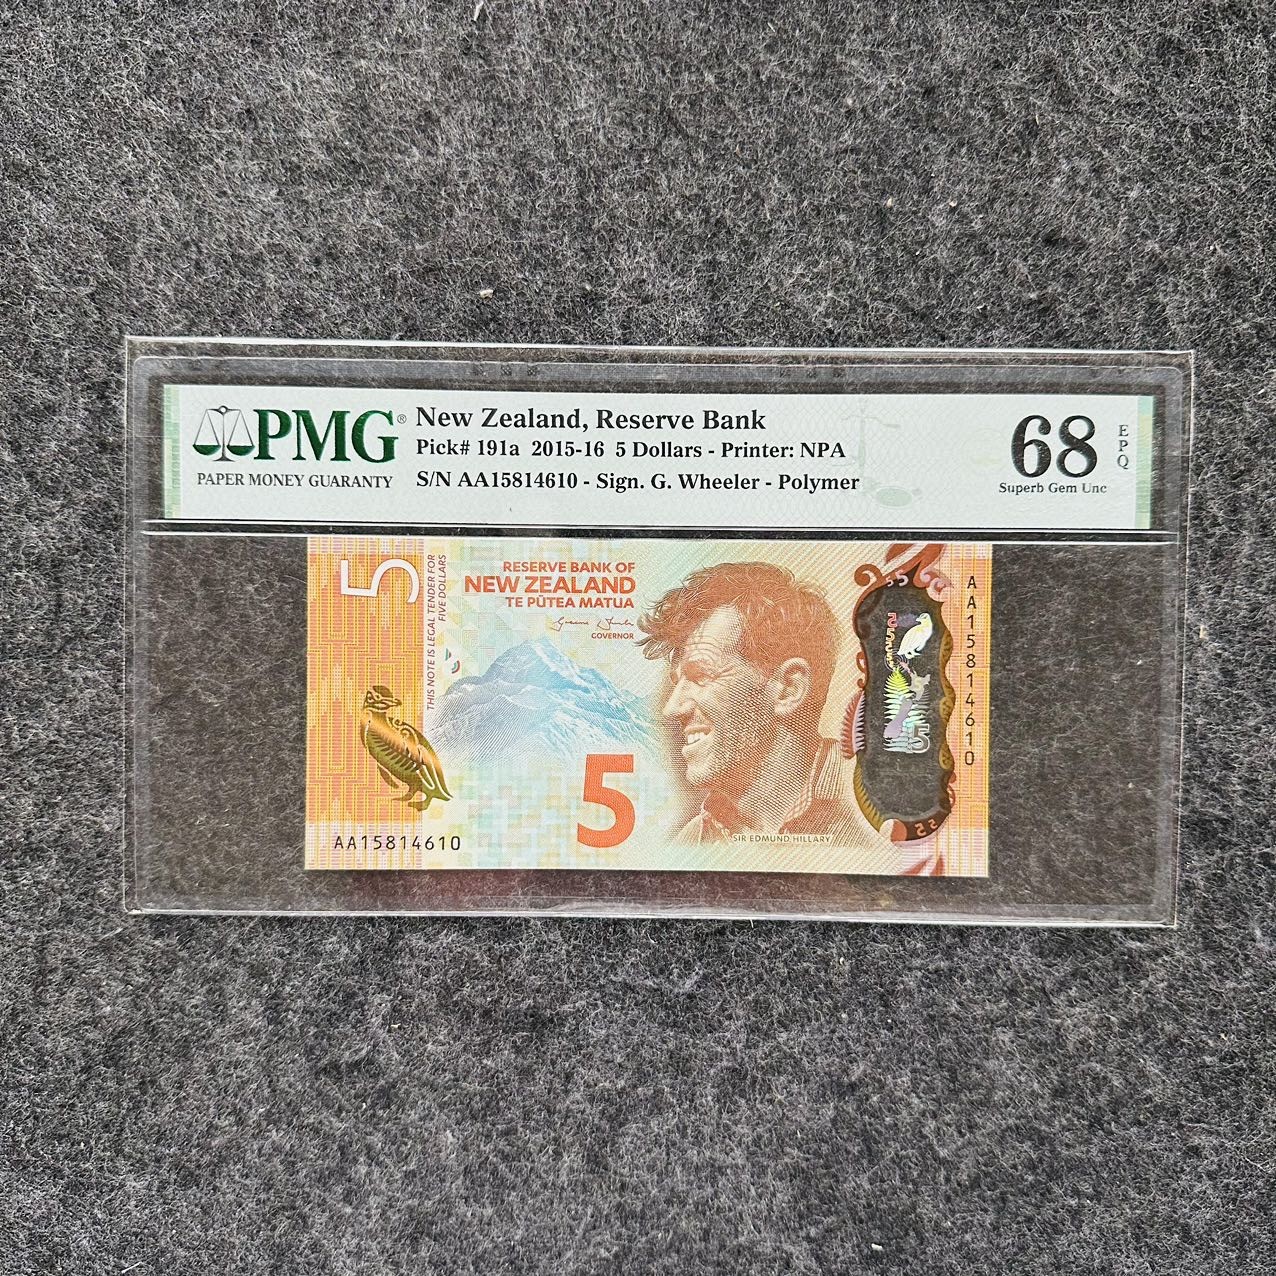 PMG®
PAPER MONEY GUARANTY
New Zealand, Reserve Bank
Pick# 191a 2015-16 5 Dollars - Printer: NPA
S/N AA15814610 - Sign. G. Wheeler - Polymer
68
EPQ
Superb Gem Unc
5
THIS NOTE IS LEGAL TENDER FOR
FIVE DOLLARS
RESERVE BANK OF
NEW ZEALAND
TE PŪTEA MATUA
GOVERNOR
5
SIR EDMUND HILLARY
AA15814610
AA15814610
55
5